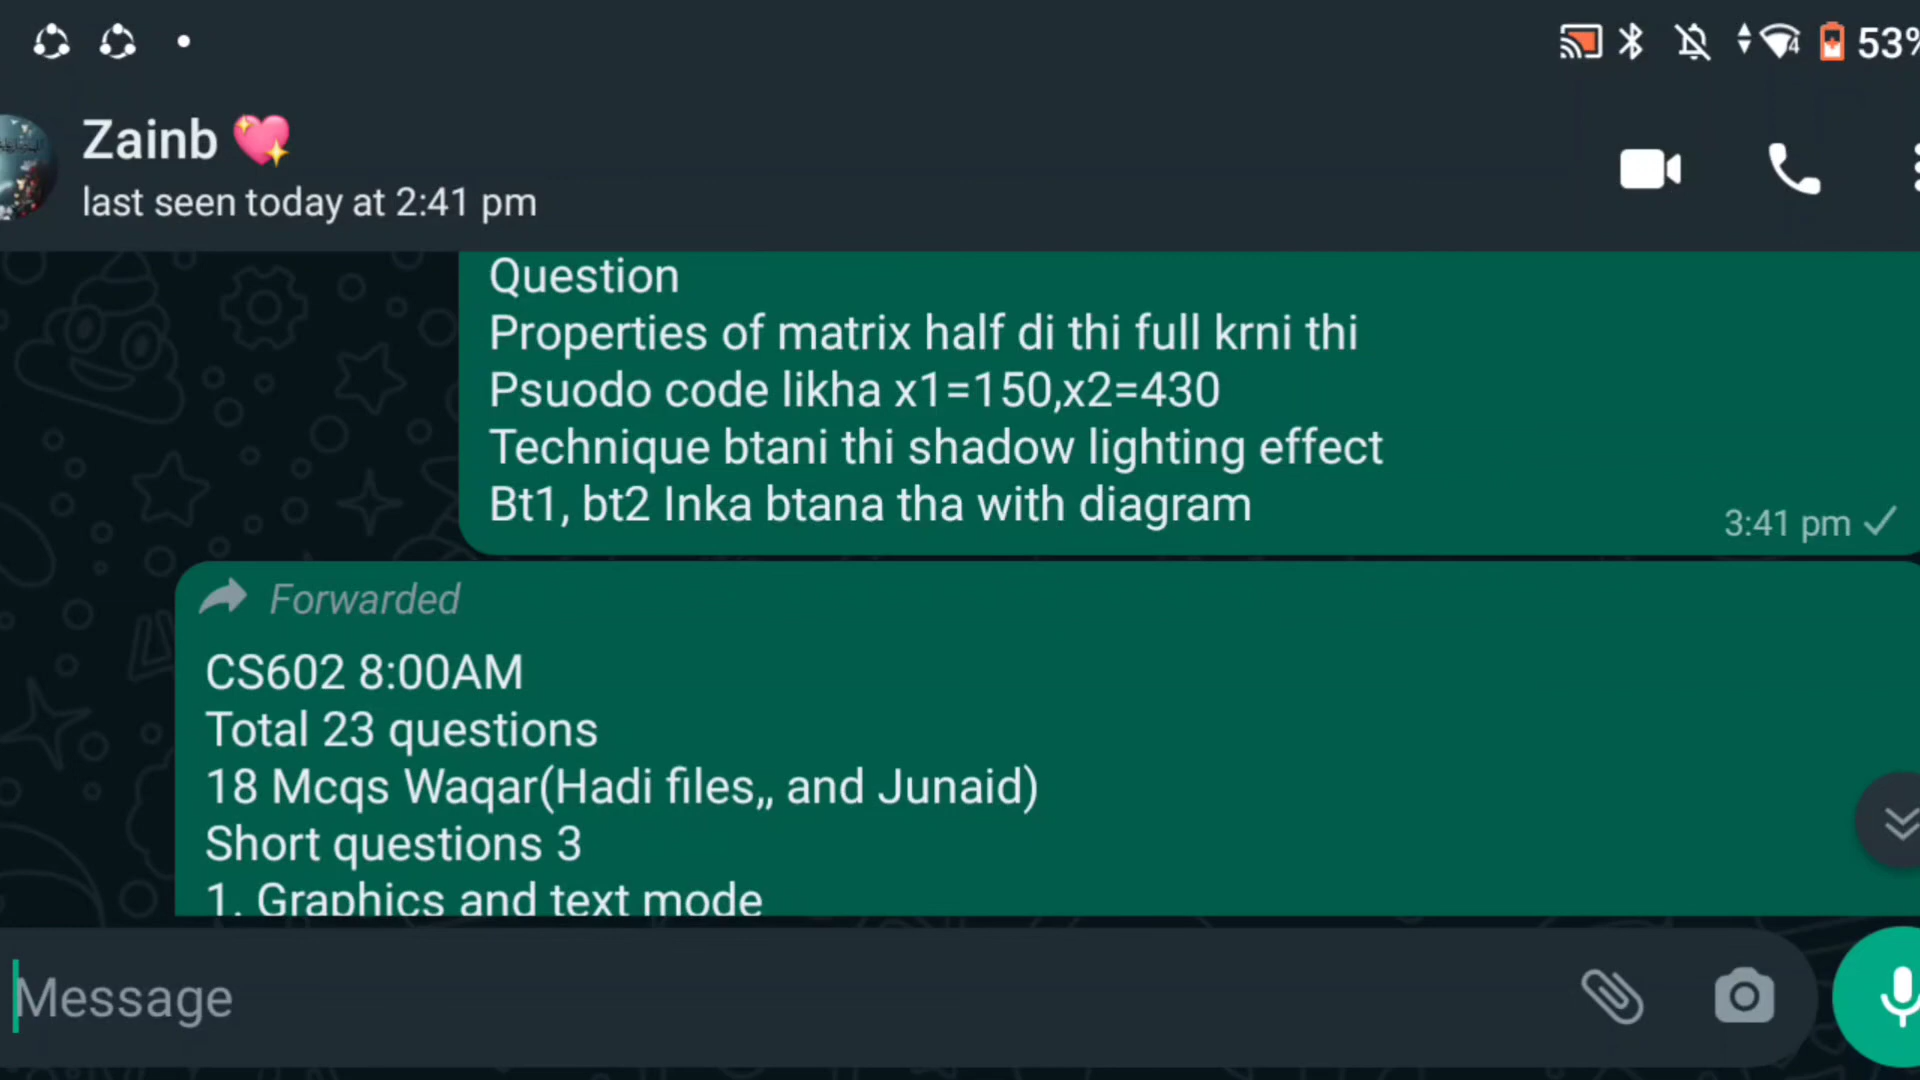 53%
Zainb
last seen today at 2:41 pm
Question
Properties of matrix half di thi full krni thi
Psuodo code likha x1=150,x2=430
Technique btani thi shadow lighting effect
Bt1, bt2 Inka btana tha with diagram
3:41 pm
Forwarded
CS602 8:00AM
Total 23 questions
18 Mcqs Waqar(Hadi files,, and Junaid)
Short questions 3
1. Graphics and text mode
Message